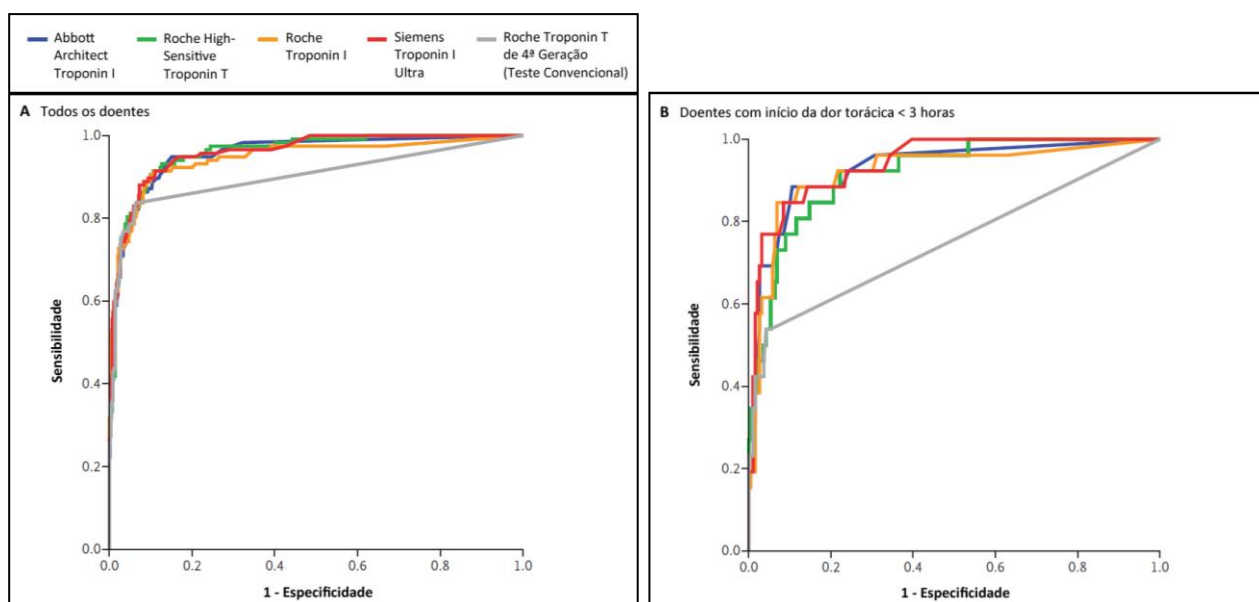 Abbott
Architect
Troponin I
Roche High-
Sensitive
Troponin T
Roche
Troponin I
Siemens
Troponin I
Ultra
Roche Troponin T
de 4ª Geração
(Teste Convencional)
A Todos os doentes
1.0
0.8
0.6
0.4
0.2
0.0
Sensibilidade
0.0 0.2 0.4 0.6 0.8 1.0
1 - Especificidade
B Doentes com início da dor torácica < 3 horas
1.0
0.8
0.6
0.4
0.2
0.0
Sensibilidade
0.0 0.2 0.4 0.6 0.8 1.0
1 - Especificidade